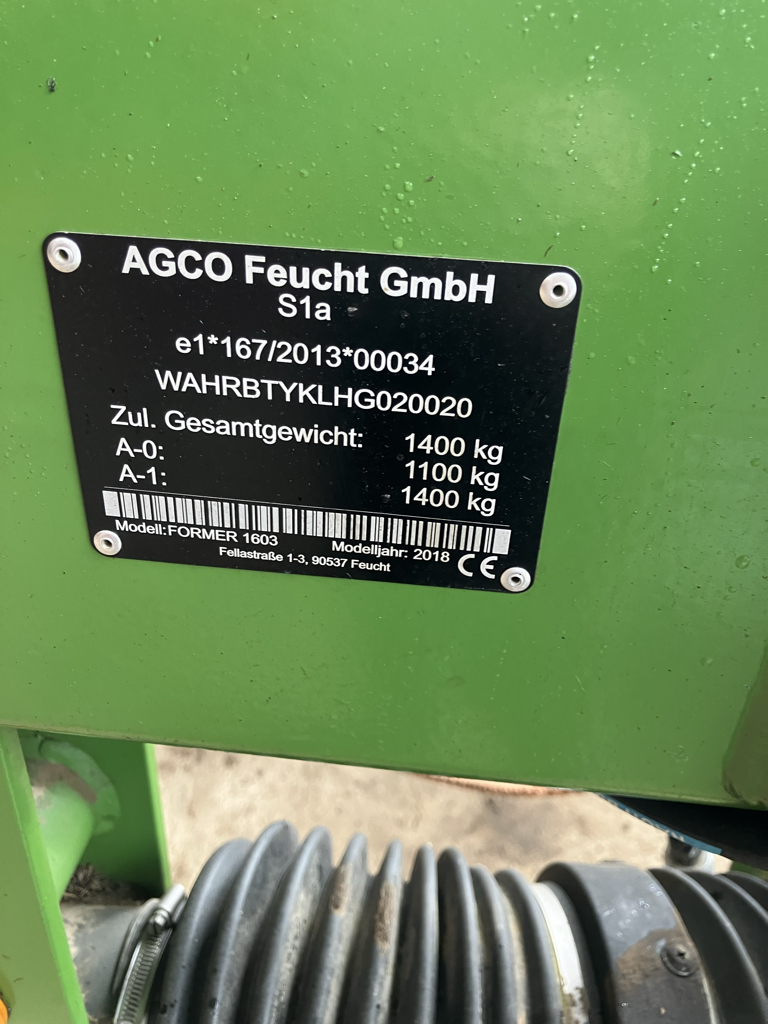 AGCO Feucht GmbH
S1a
e1*167/2013*00034
WAHRBTYKLHG020020
Zul. Gesamtgewicht: 1400 kg
A-0: 1100 kg
A-1: 1400 kg
Modell:FORMER 1603 Modelljahr: 2018
Fellastraße 1-3, 90537 Feucht CE